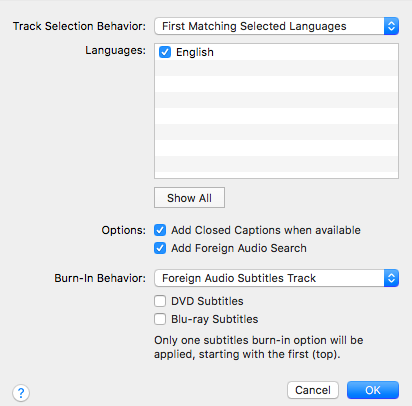 Track Selection Behavior: First Matching Selected Languages
Languages: English
Show All
Options: Add Closed Captions when available
Add Foreign Audio Search
Burn-In Behavior: Foreign Audio Subtitles Track
DVD Subtitles
Blu-ray Subtitles
Only one subtitles burn-in option will be
applied, starting with the first (top).
? Cancel OK